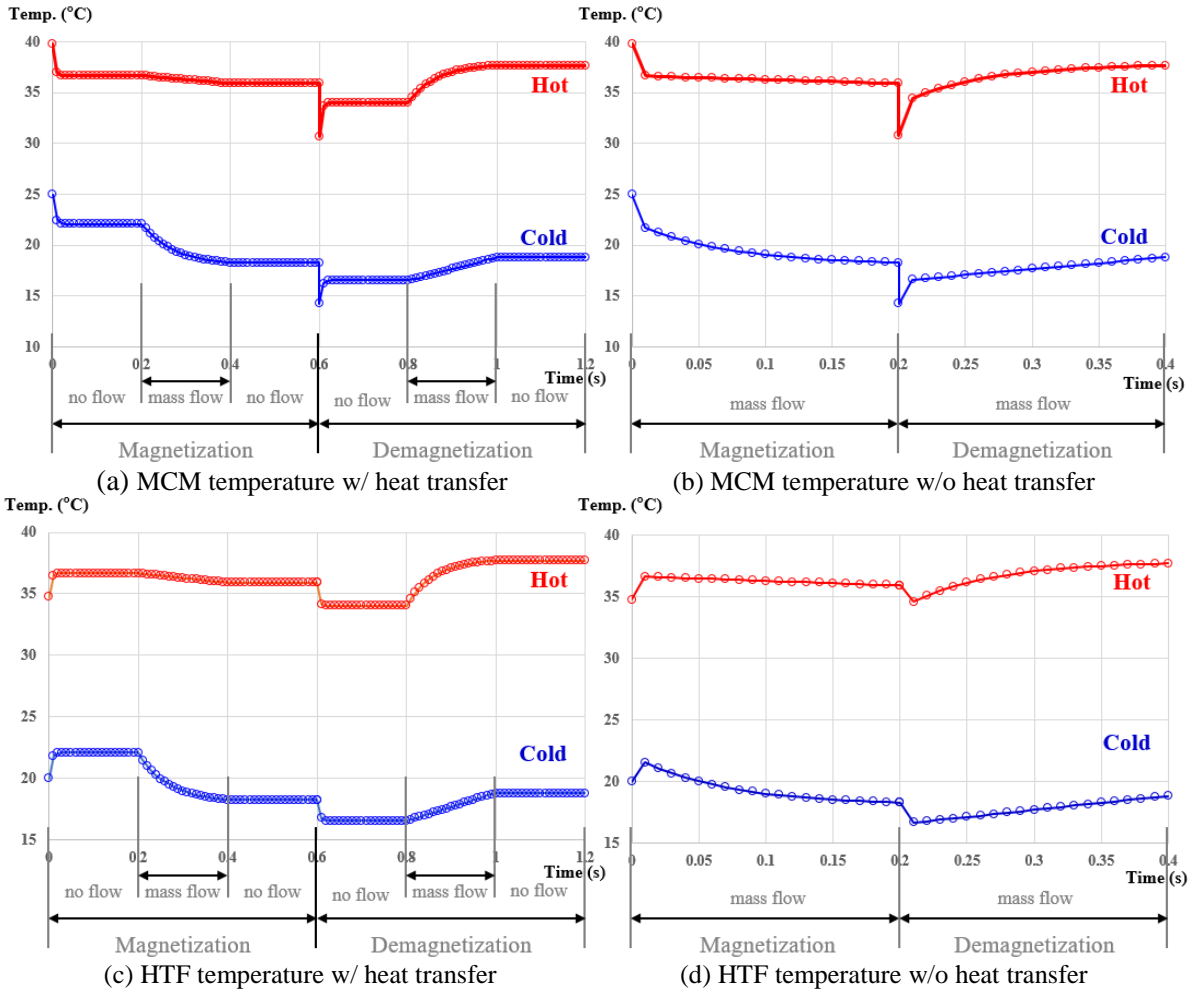 Temp. (°C)
40
35
30
25
20
15
10
Hot
Cold
0
0.2
0.4
0.6
0.8
1
1.2
Time (s)
no flow
mass flow
no flow
no flow
mass flow
no flow
Magnetization
Demagnetization
(a) MCM temperature w/ heat transfer
Temp. (°C)
40
35
30
25
20
15
10
Hot
Cold
0
0.05
0.1
0.15
0.2
0.25
0.3
0.35
0.4
Time (s)
mass flow
mass flow
Magnetization
Demagnetization
(b) MCM temperature w/o heat transfer
Temp. (°C)
40
35
30
25
20
15
Hot
Cold
0
0.2
0.4
0.6
0.8
1
1.2
Time (s)
no flow
mass flow
no flow
no flow
mass flow
no flow
Magnetization
Demagnetization
(c) HTF temperature w/ heat transfer
Temp. (°C)
40
35
30
25
20
15
Hot
Cold
0
0.05
0.1
0.15
0.2
0.25
0.3
0.35
0.4
Time (s)
mass flow
mass flow
Magnetization
Demagnetization
(d) HTF temperature w/o heat transfer